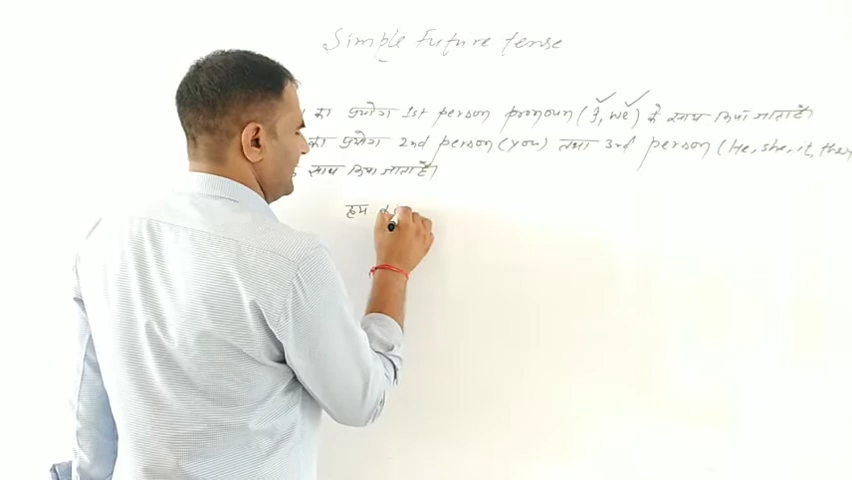 Simple Future Tense
का प्रयोग 1st person pronoun (I, we) के साथ किया जाता है।
का प्रयोग 2nd person (you) तथा 3rd person (He, she, it, they
साथ किया जाता है।
हम